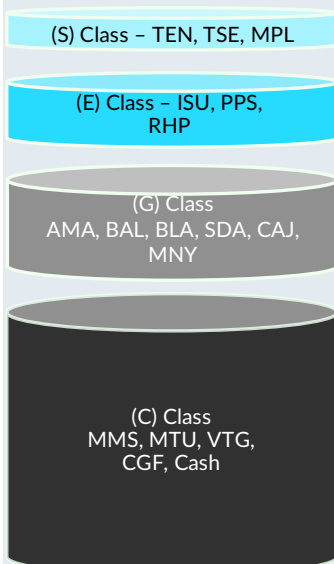 (S) Class – TEN, TSE, MPL
(E) Class – ISU, PPS,
RHP
(G) Class
AMA, BAL, BLA, SDA, CAJ,
MNY
(C) Class
MMS, MTU, VTG,
CGF, Cash